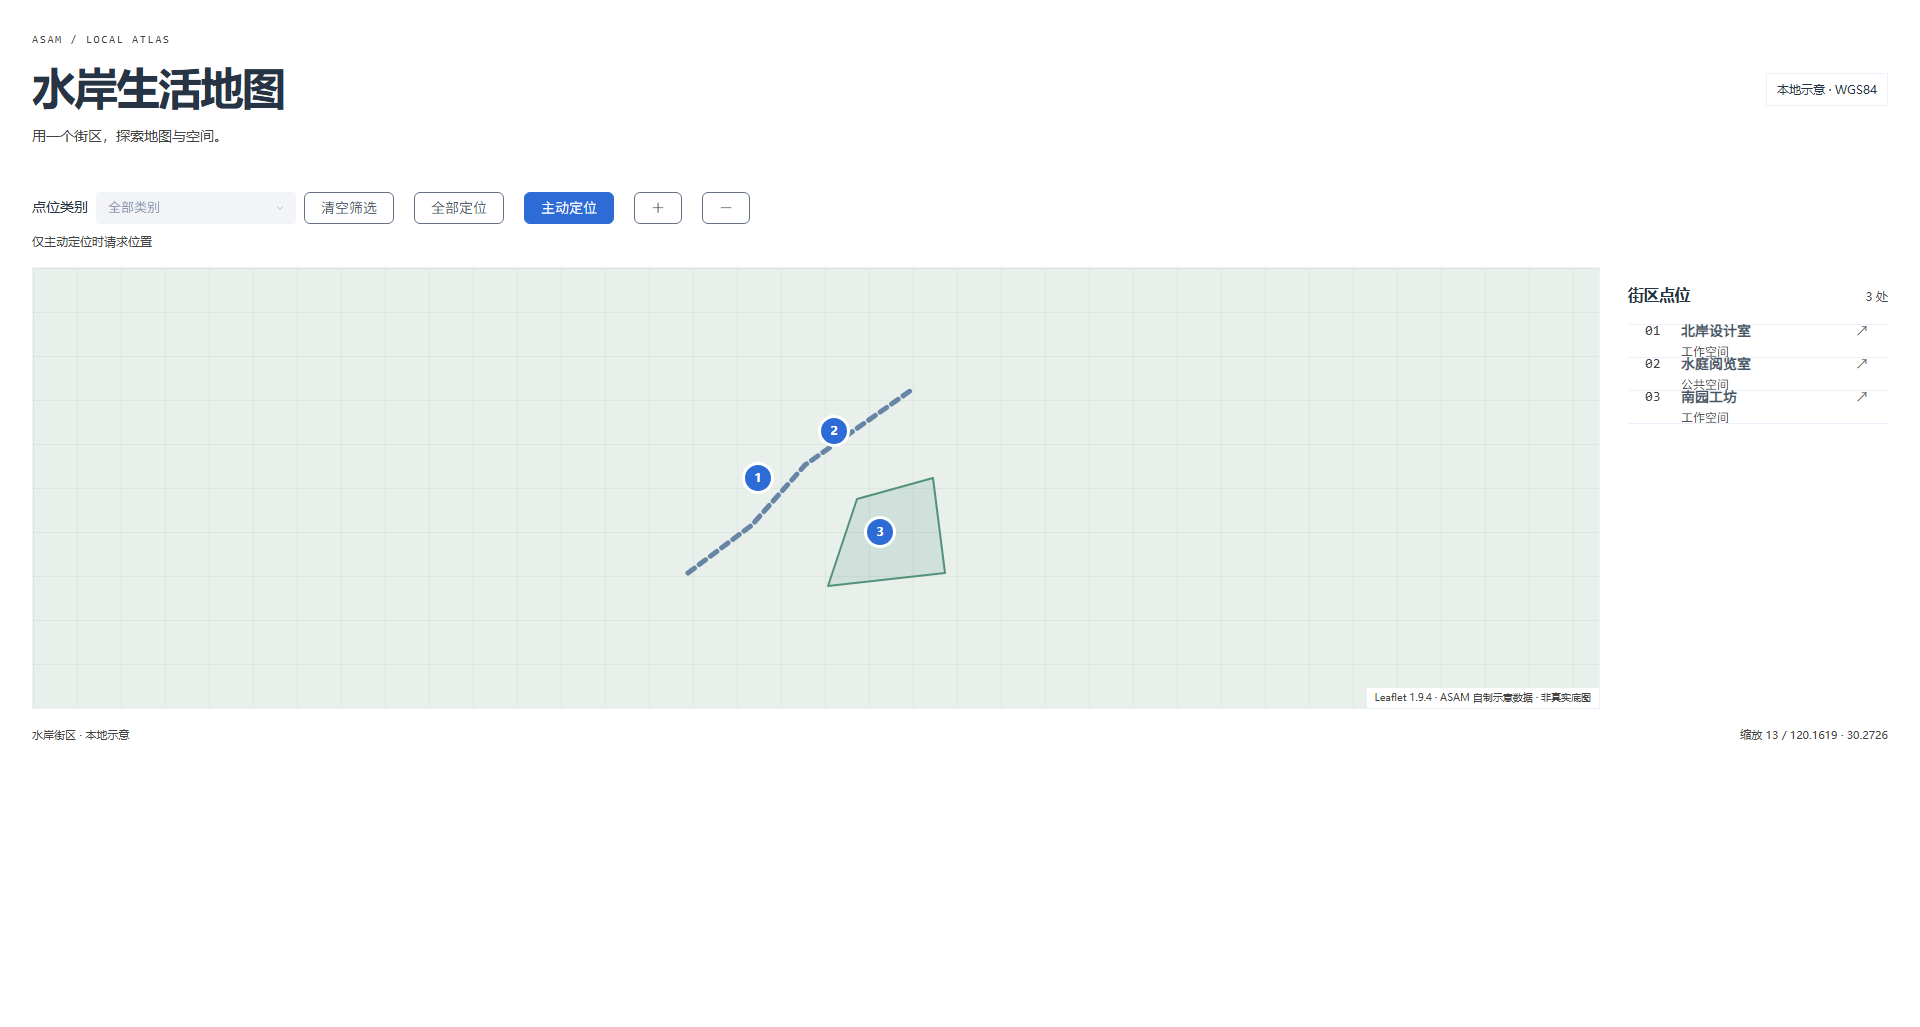 ASAM / LOCAL ATLAS
水岸生活地图
本地示意 · WGS84
用一个街区，探索地图与空间。
点位类别 全部类别 清空筛选 全部定位 主动定位 + −
仅主动定位时请求位置
街区点位 3 处
01 北岸设计室 ↗
工作空间
02 水庭阅览室 ↗
公共空间
03 南园工坊 ↗
工作空间
2
1
3
Leaflet 1.9.4 · ASAM 自制示意数据 · 非真实底图
水岸街区 · 本地示意
缩放 13 / 120.1619 · 30.2726